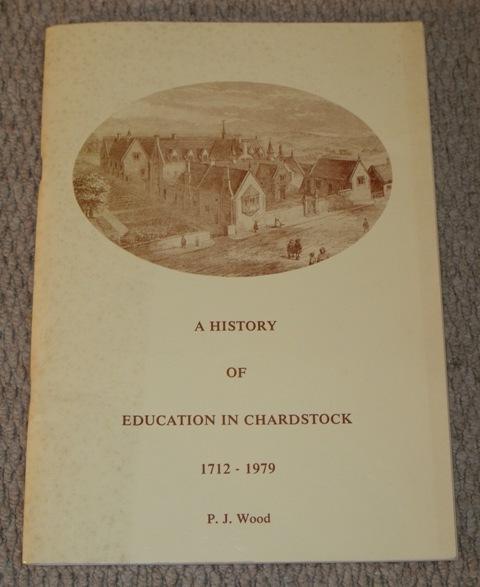 A HISTORY
OF
EDUCATION IN CHARDSTOCK
1712 - 1979
P. J. Wood